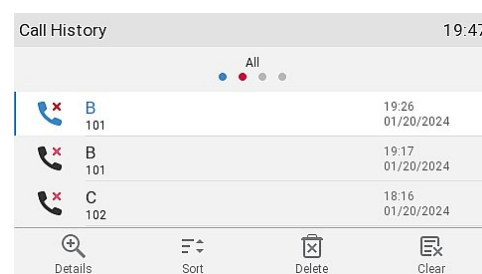 Call History 19:47
All
B 19:26
101 01/20/2024
B 19:17
101 01/20/2024
C 18:16
102 01/20/2024
Details Sort Delete Clear